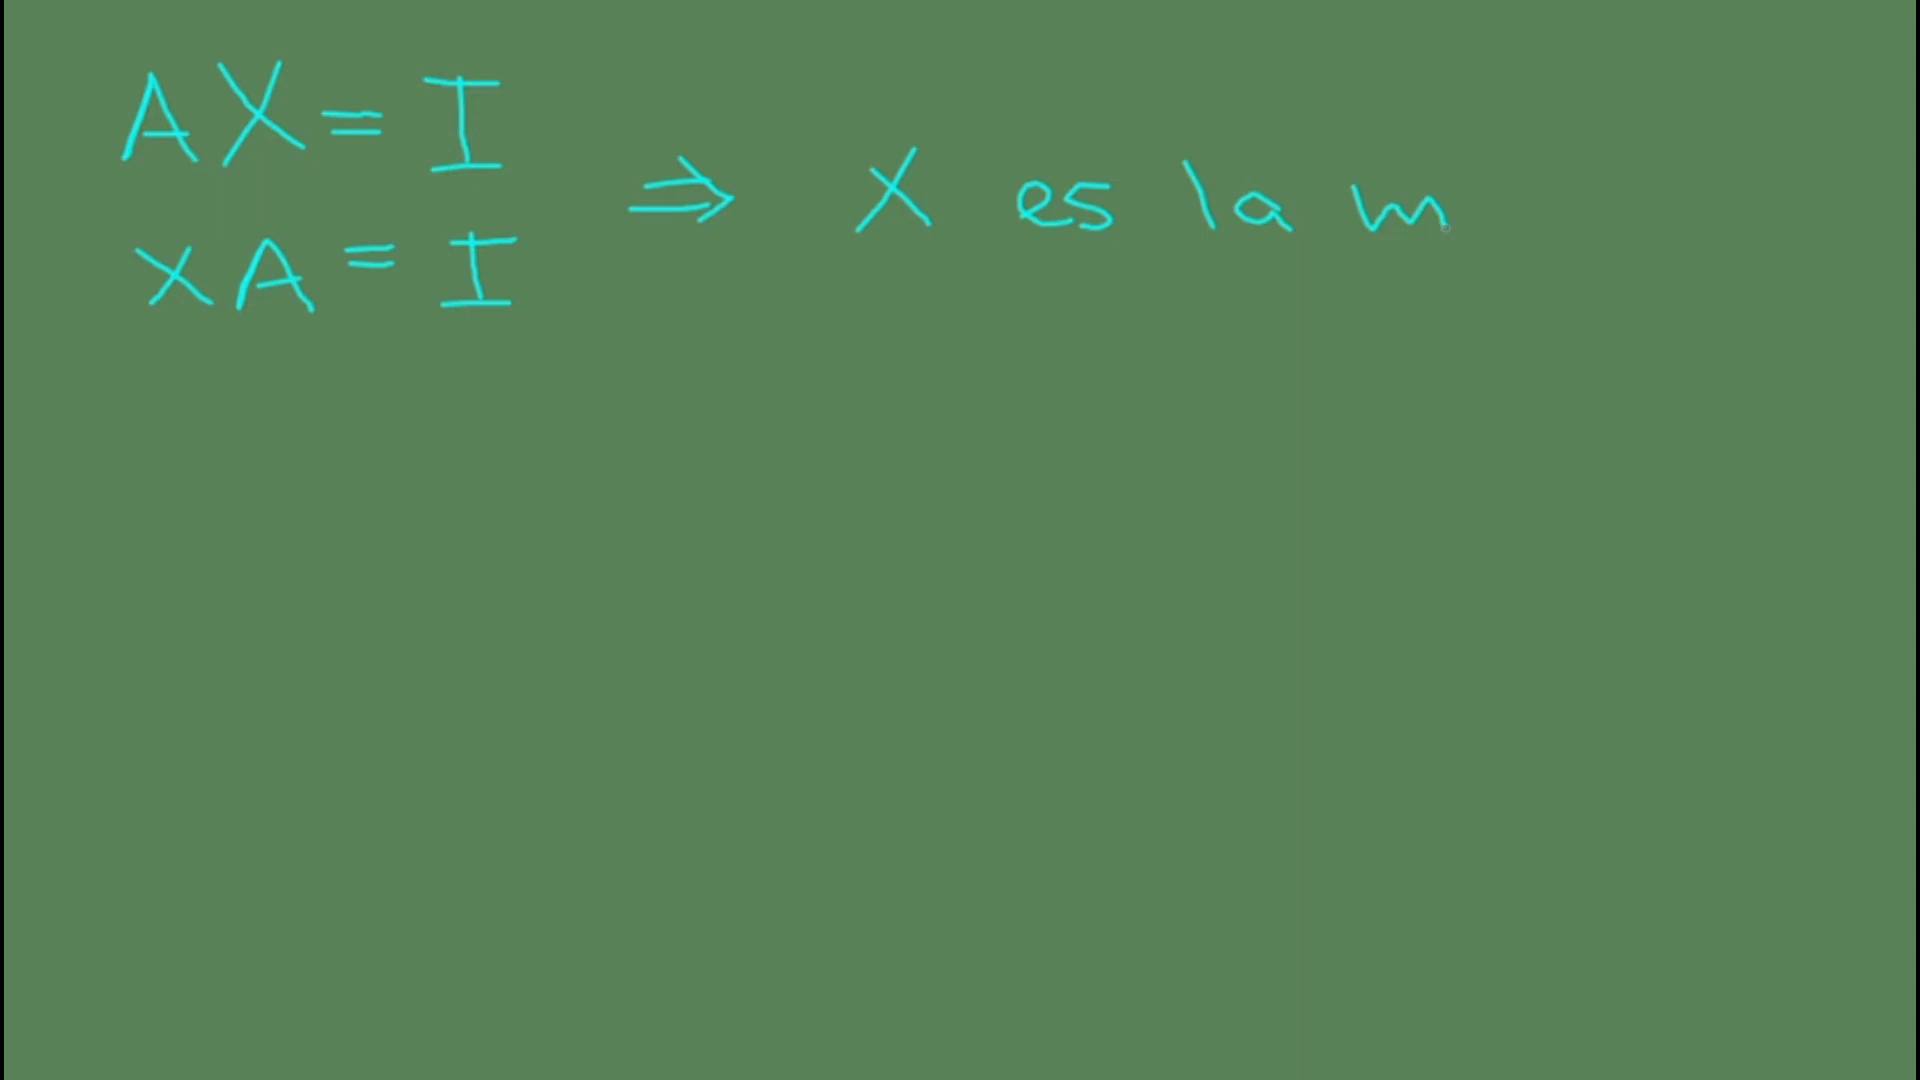 AX = I
⇒ X es la m
XA = I